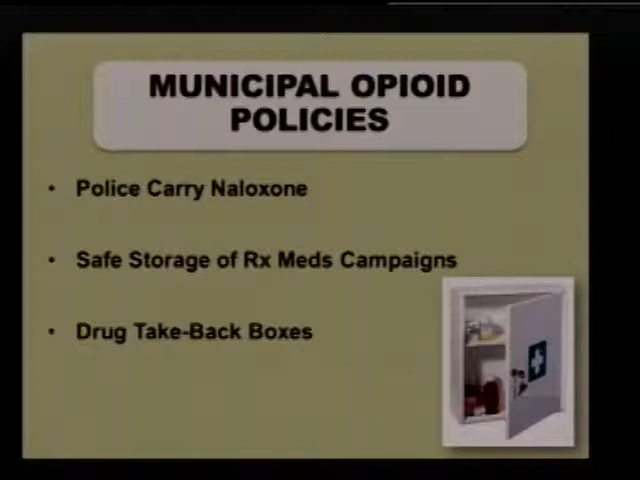 MUNICIPAL OPIOID
POLICIES
• Police Carry Naloxone
• Safe Storage of Rx Meds Campaigns
• Drug Take-Back Boxes